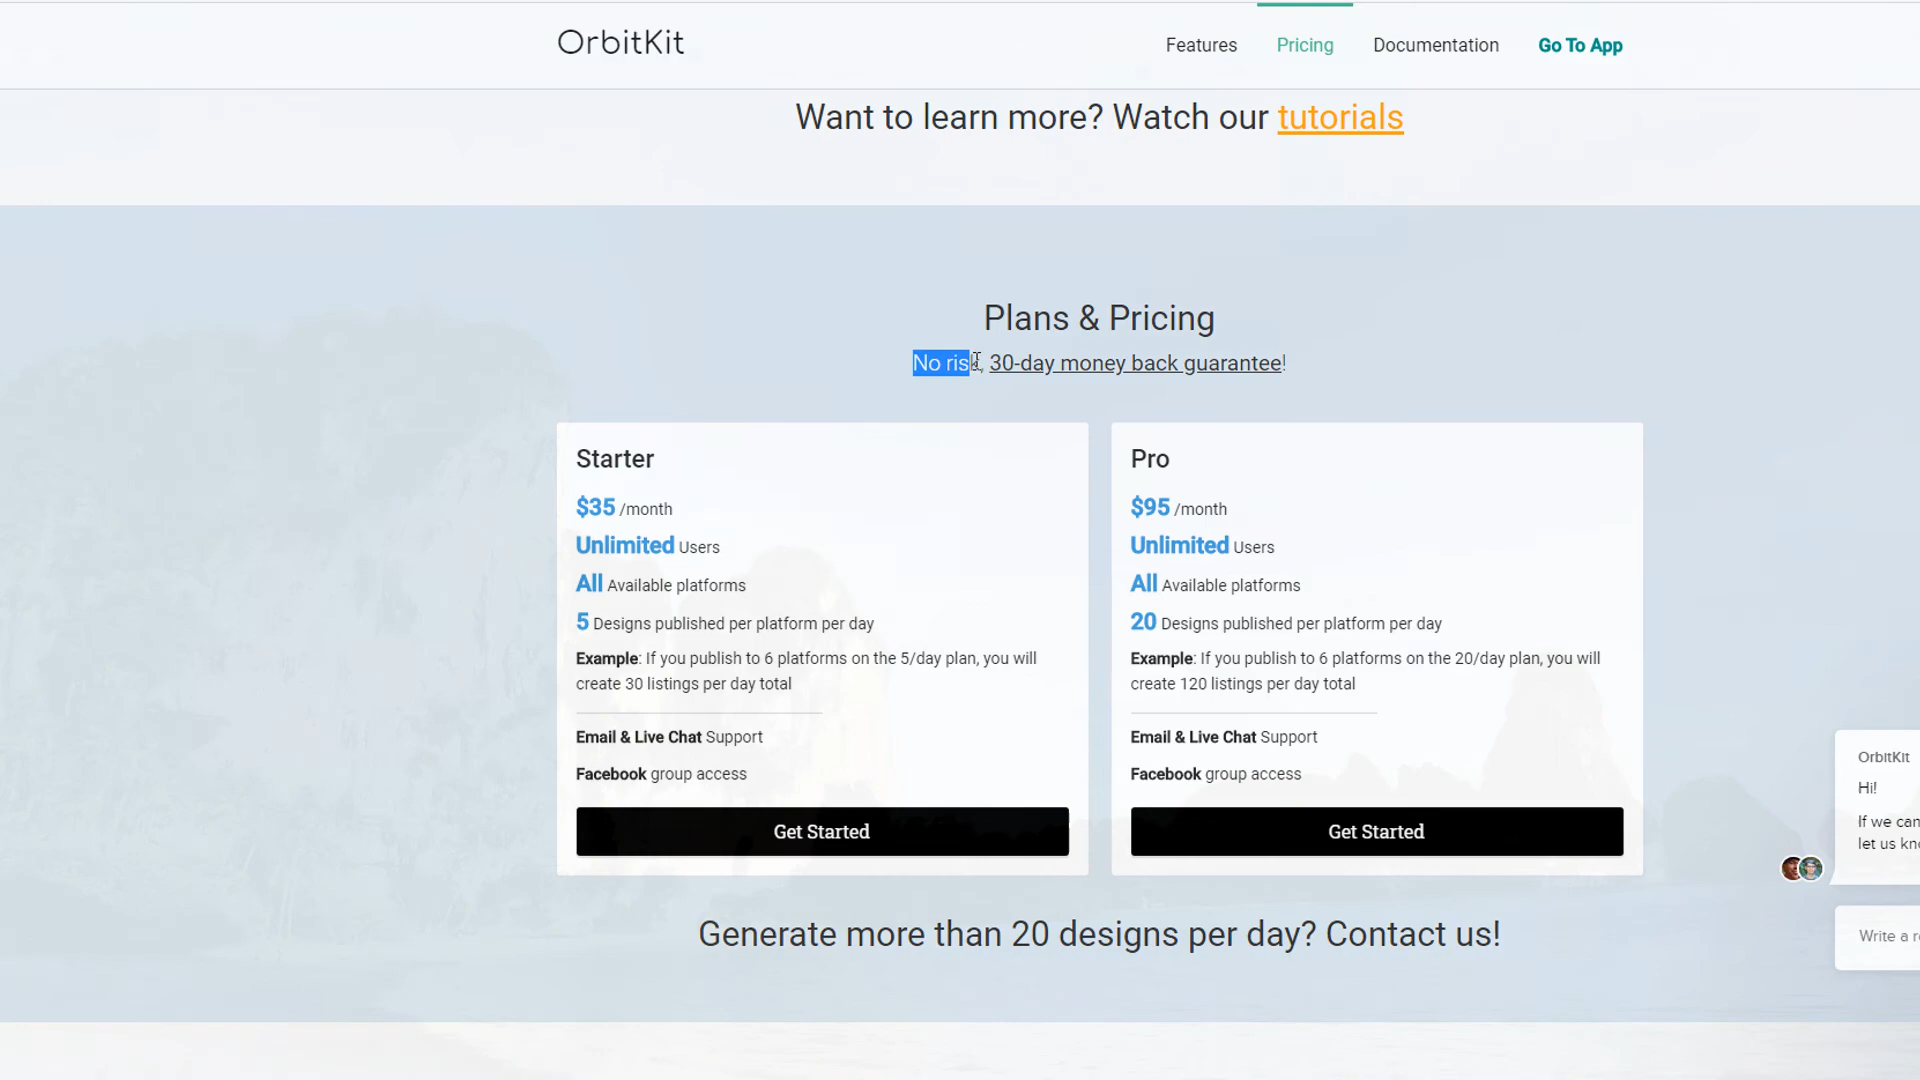 OrbitKit
Features
Pricing
Documentation
Go To App
Want to learn more? Watch our tutorials
Plans & Pricing
No risk, 30-day money back guarantee!
Starter
$35 /month
Unlimited Users
All Available platforms
5 Designs published per platform per day
Example: If you publish to 6 platforms on the 5/day plan, you will
create 30 listings per day total
Email & Live Chat Support
Facebook group access
Get Started
Pro
$95 /month
Unlimited Users
All Available platforms
20 Designs published per platform per day
Example: If you publish to 6 platforms on the 20/day plan, you will
create 120 listings per day total
Email & Live Chat Support
Facebook group access
Get Started
Generate more than 20 designs per day? Contact us!
OrbitKit
Hi!
If we can
let us
Write a